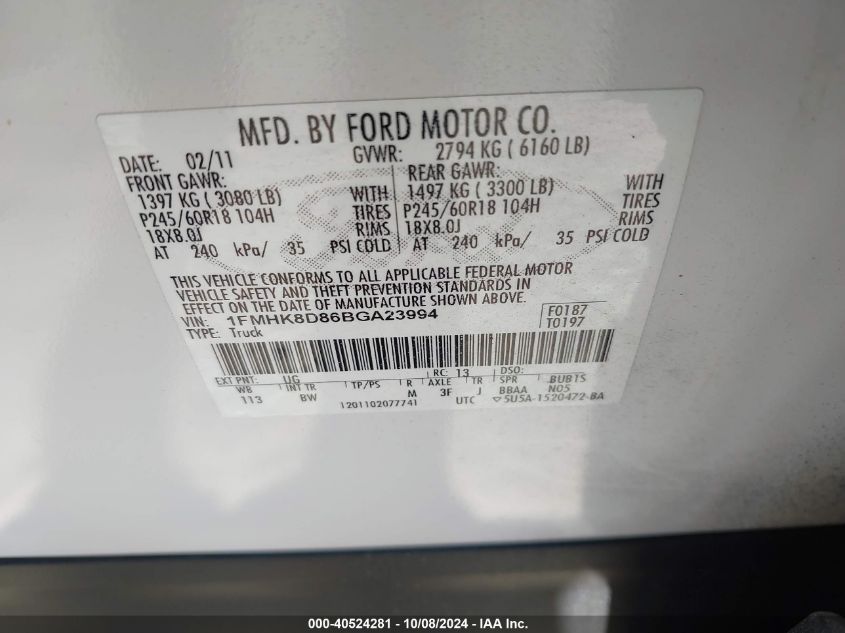 MFD. BY FORD MOTOR CO.
DATE: 02/11 GVWR: 2794 KG ( 6160 LB)
FRONT GAWR: REAR GAWR:
1397 KG ( 3080 LB) WITH 1497 KG ( 3300 LB) WITH
P245/60R18 104H TIRES P245/60R18 104H TIRES
18X8.0J RIMS 18X8.0J RIMS
AT 240 kPa/ 35 PSI COLD AT 240 kPa/ 35 PSI COLD
THIS VEHICLE CONFORMS TO ALL APPLICABLE FEDERAL MOTOR
VEHICLE SAFETY AND THEFT PREVENTION STANDARDS IN
EFFECT ON THE DATE OF MANUFACTURE SHOWN ABOVE.
VIN: 1FMHK8D86BGA23994 F0187
TYPE: Truck T0197
EXT PNT: UG RC: 13 DSO:
WB INT TR TP/PS R AXLE TR SPR BUB1S
113 BW M 3F J BBAA N05
1201102077741 UTC ▽5U5A-1520472-BA
000-40524281 - 10/08/2024 - IAA Inc.